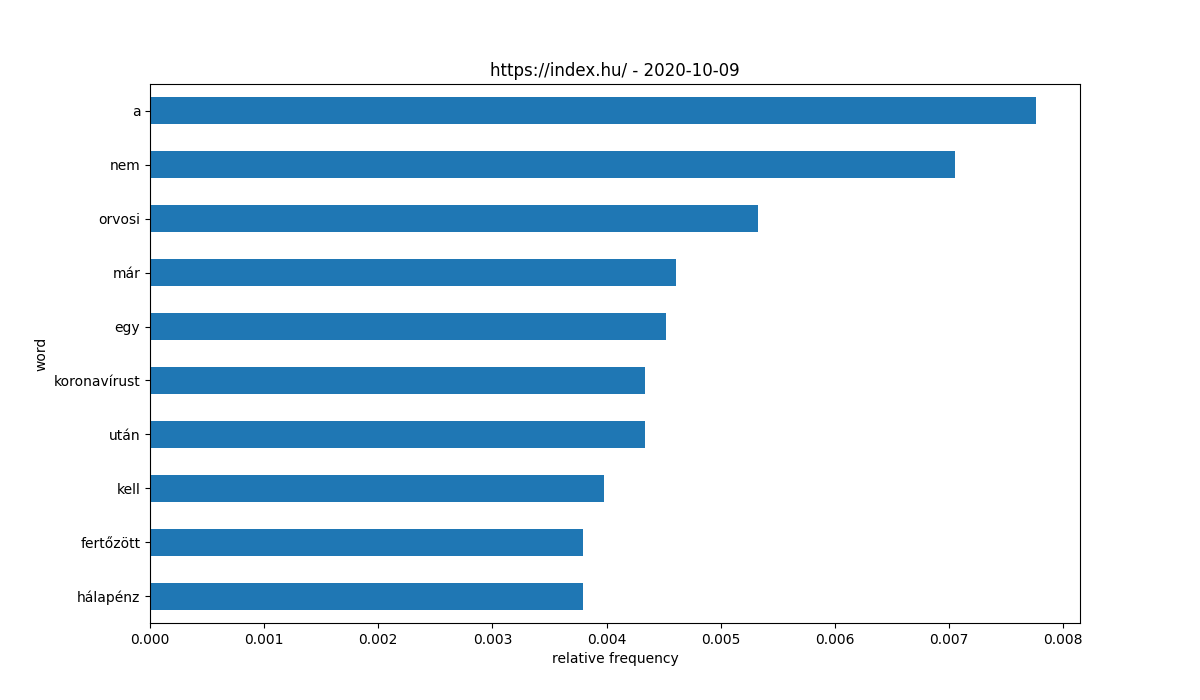 https://index.hu/ - 2020-10-09
a
nem
orvosi
már
egy
koronavírust
után
kell
fertőzött
hálapénz
word
0.000 0.001 0.002 0.003 0.004 0.005 0.006 0.007 0.008
relative frequency